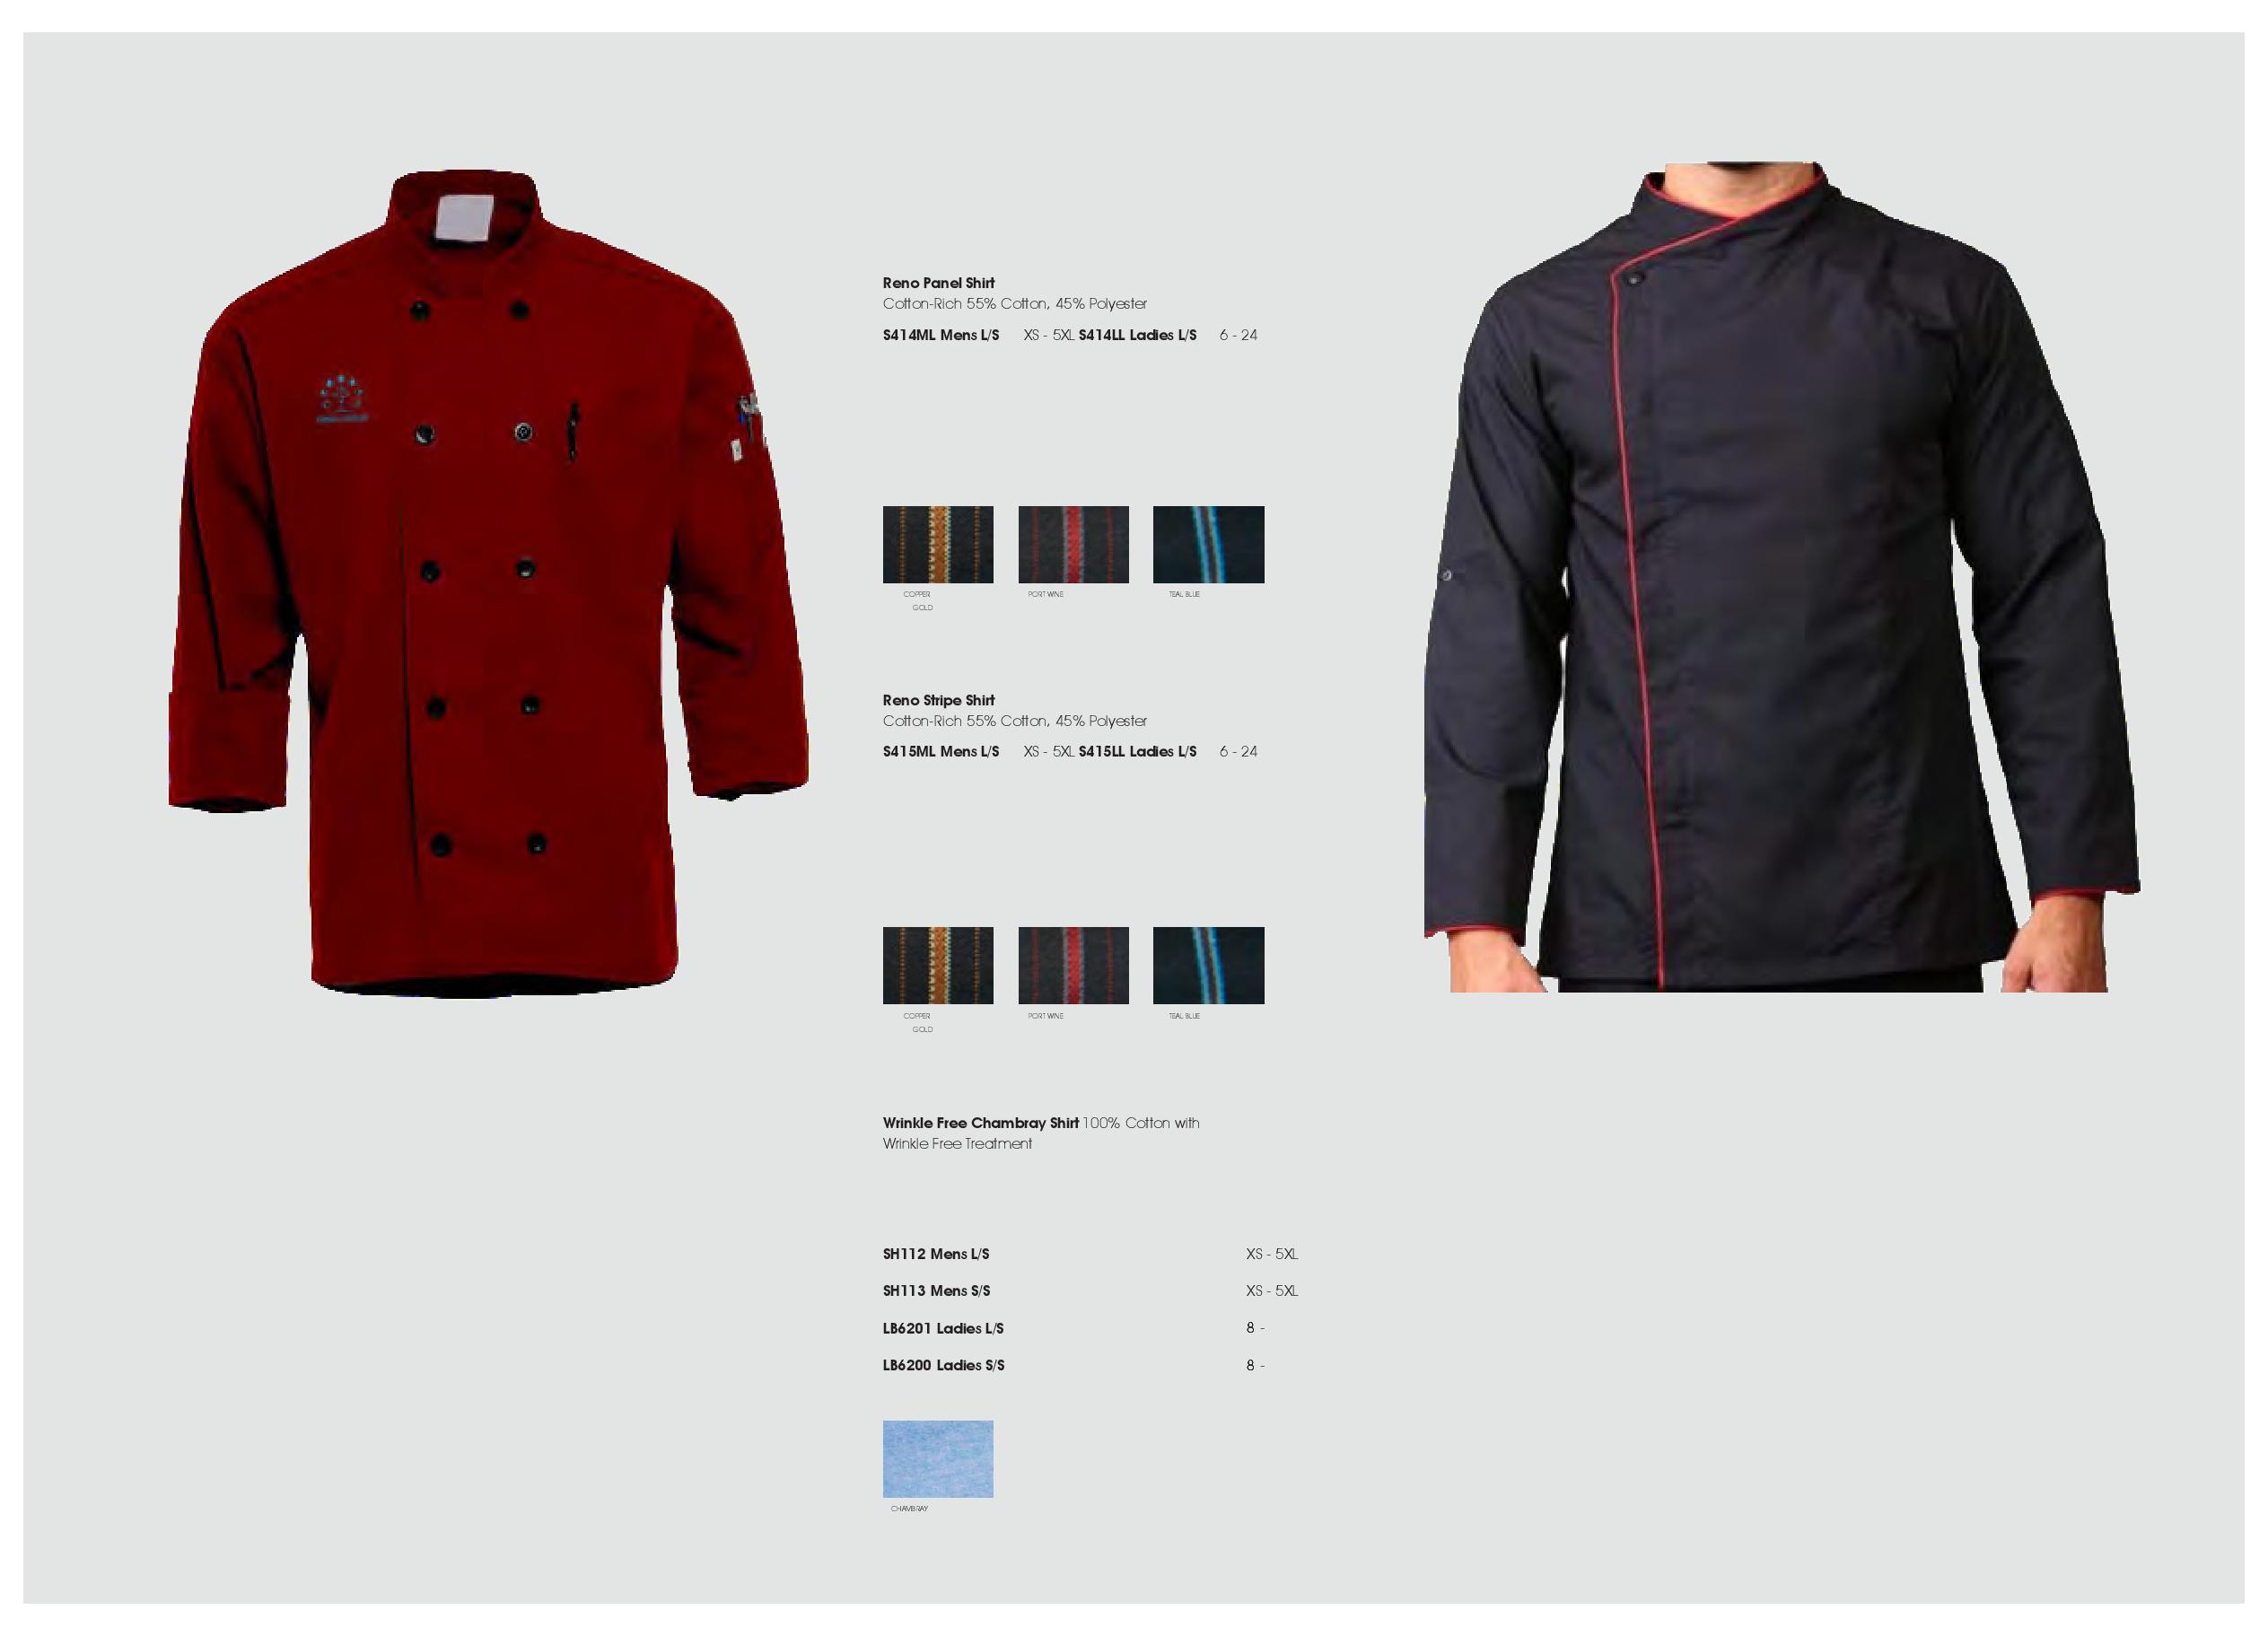 Reno Panel Shirt
Cotton-Rich 55% Cotton, 45% Polyester
S414ML Mens L/S XS - 5XL S414LL Ladies L/S 6 - 24
COPPER PORT WINE TEAL BLUE
GOLD
Reno Stripe Shirt
Cotton-Rich 55% Cotton, 45% Polyester
S415ML Mens L/S XS - 5XL S415LL Ladies L/S 6 - 24
COPPER PORT WINE TEAL BLUE
GOLD
Wrinkle Free Chambray Shirt 100% Cotton with
Wrinkle Free Treatment
SH112 Mens L/S XS - 5XL
SH113 Mens S/S XS - 5XL
LB6201 Ladies L/S 8 -
LB6200 Ladies S/S 8 -
CHAMBRAY